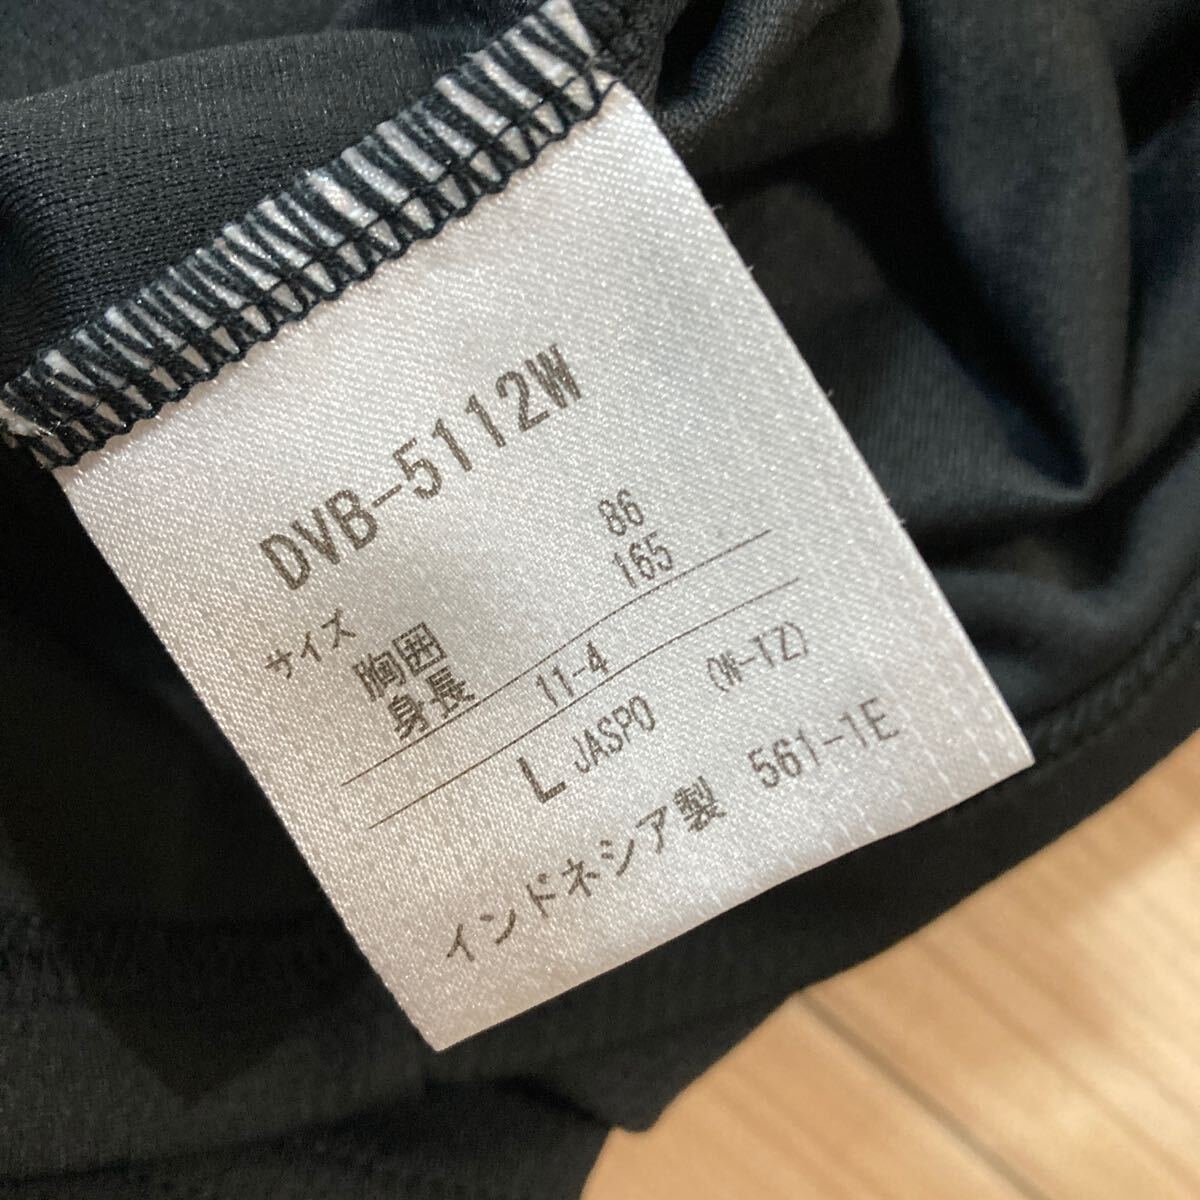 DVB-5112W
サイズ
胸囲 86
身長 165
11-4
L JASPO (W-TZ)
インドネシア製 561-1E